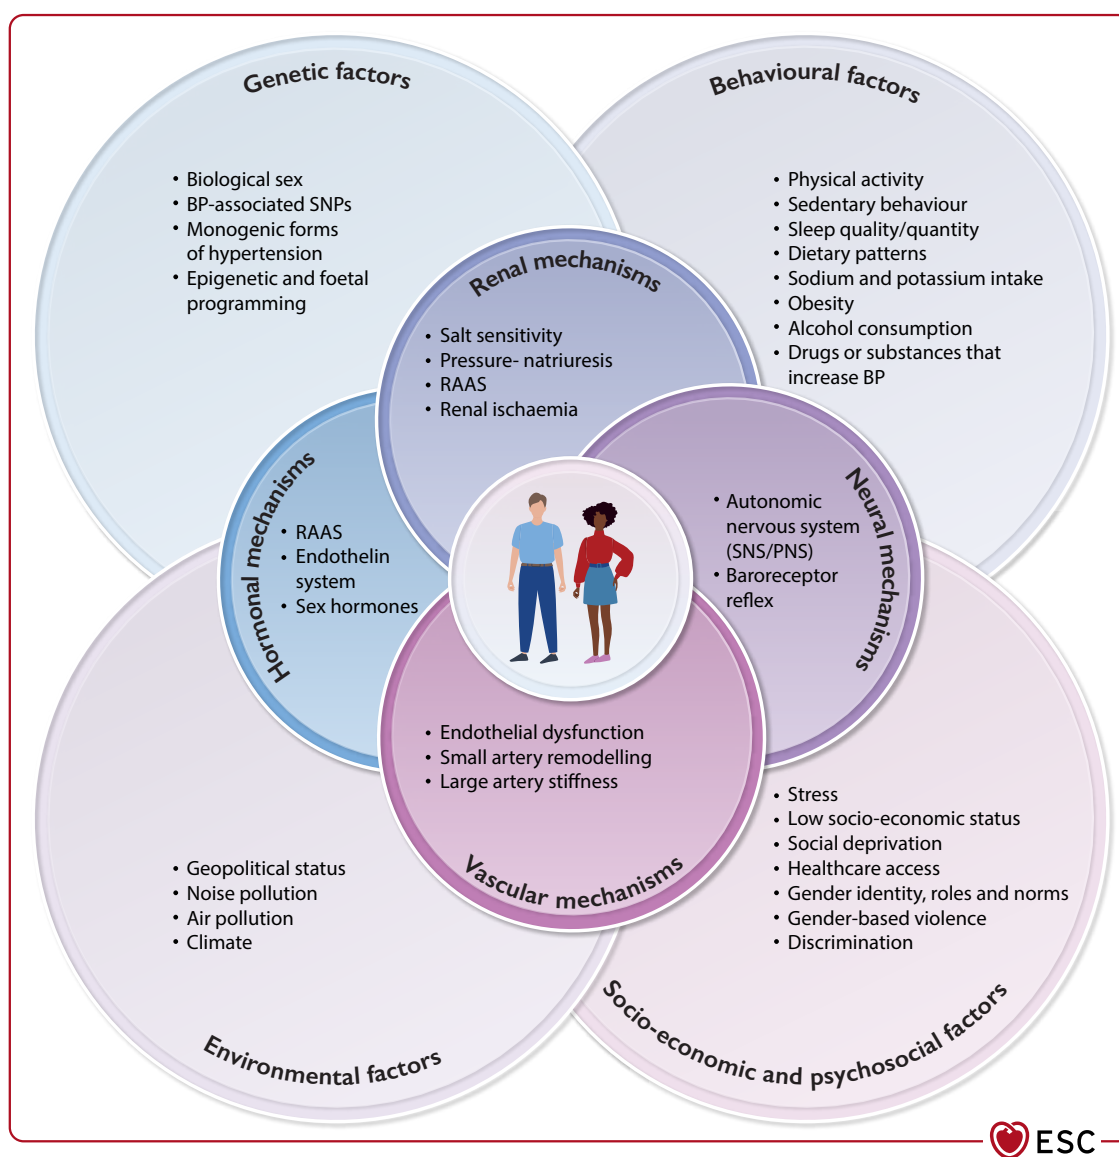 Genetic factors
• Biological sex
• BP-associated SNPs
• Monogenic forms
of hypertension
• Epigenetic and foetal
programming
Behavioural factors
• Physical activity
• Sedentary behaviour
• Sleep quality/quantity
• Dietary patterns
• Sodium and potassium intake
• Obesity
• Alcohol consumption
• Drugs or substances that
increase BP
Renal mechanisms
• Salt sensitivity
• Pressure- natriuresis
• RAAS
• Renal ischaemia
Hormonal mechanisms
• RAAS
• Endothelin
system
• Sex hormones
Neural mechanisms
• Autonomic
nervous system
(SNS/PNS)
• Baroreceptor
reflex
• Endothelial dysfunction
• Small artery remodelling
• Large artery stiffness
Vascular mechanisms
• Geopolitical status
• Noise pollution
• Air pollution
• Climate
Environmental factors
• Stress
• Low socio-economic status
• Social deprivation
• Healthcare access
• Gender identity, roles and norms
• Gender-based violence
• Discrimination
Socio-economic and psychosocial factors
ESC